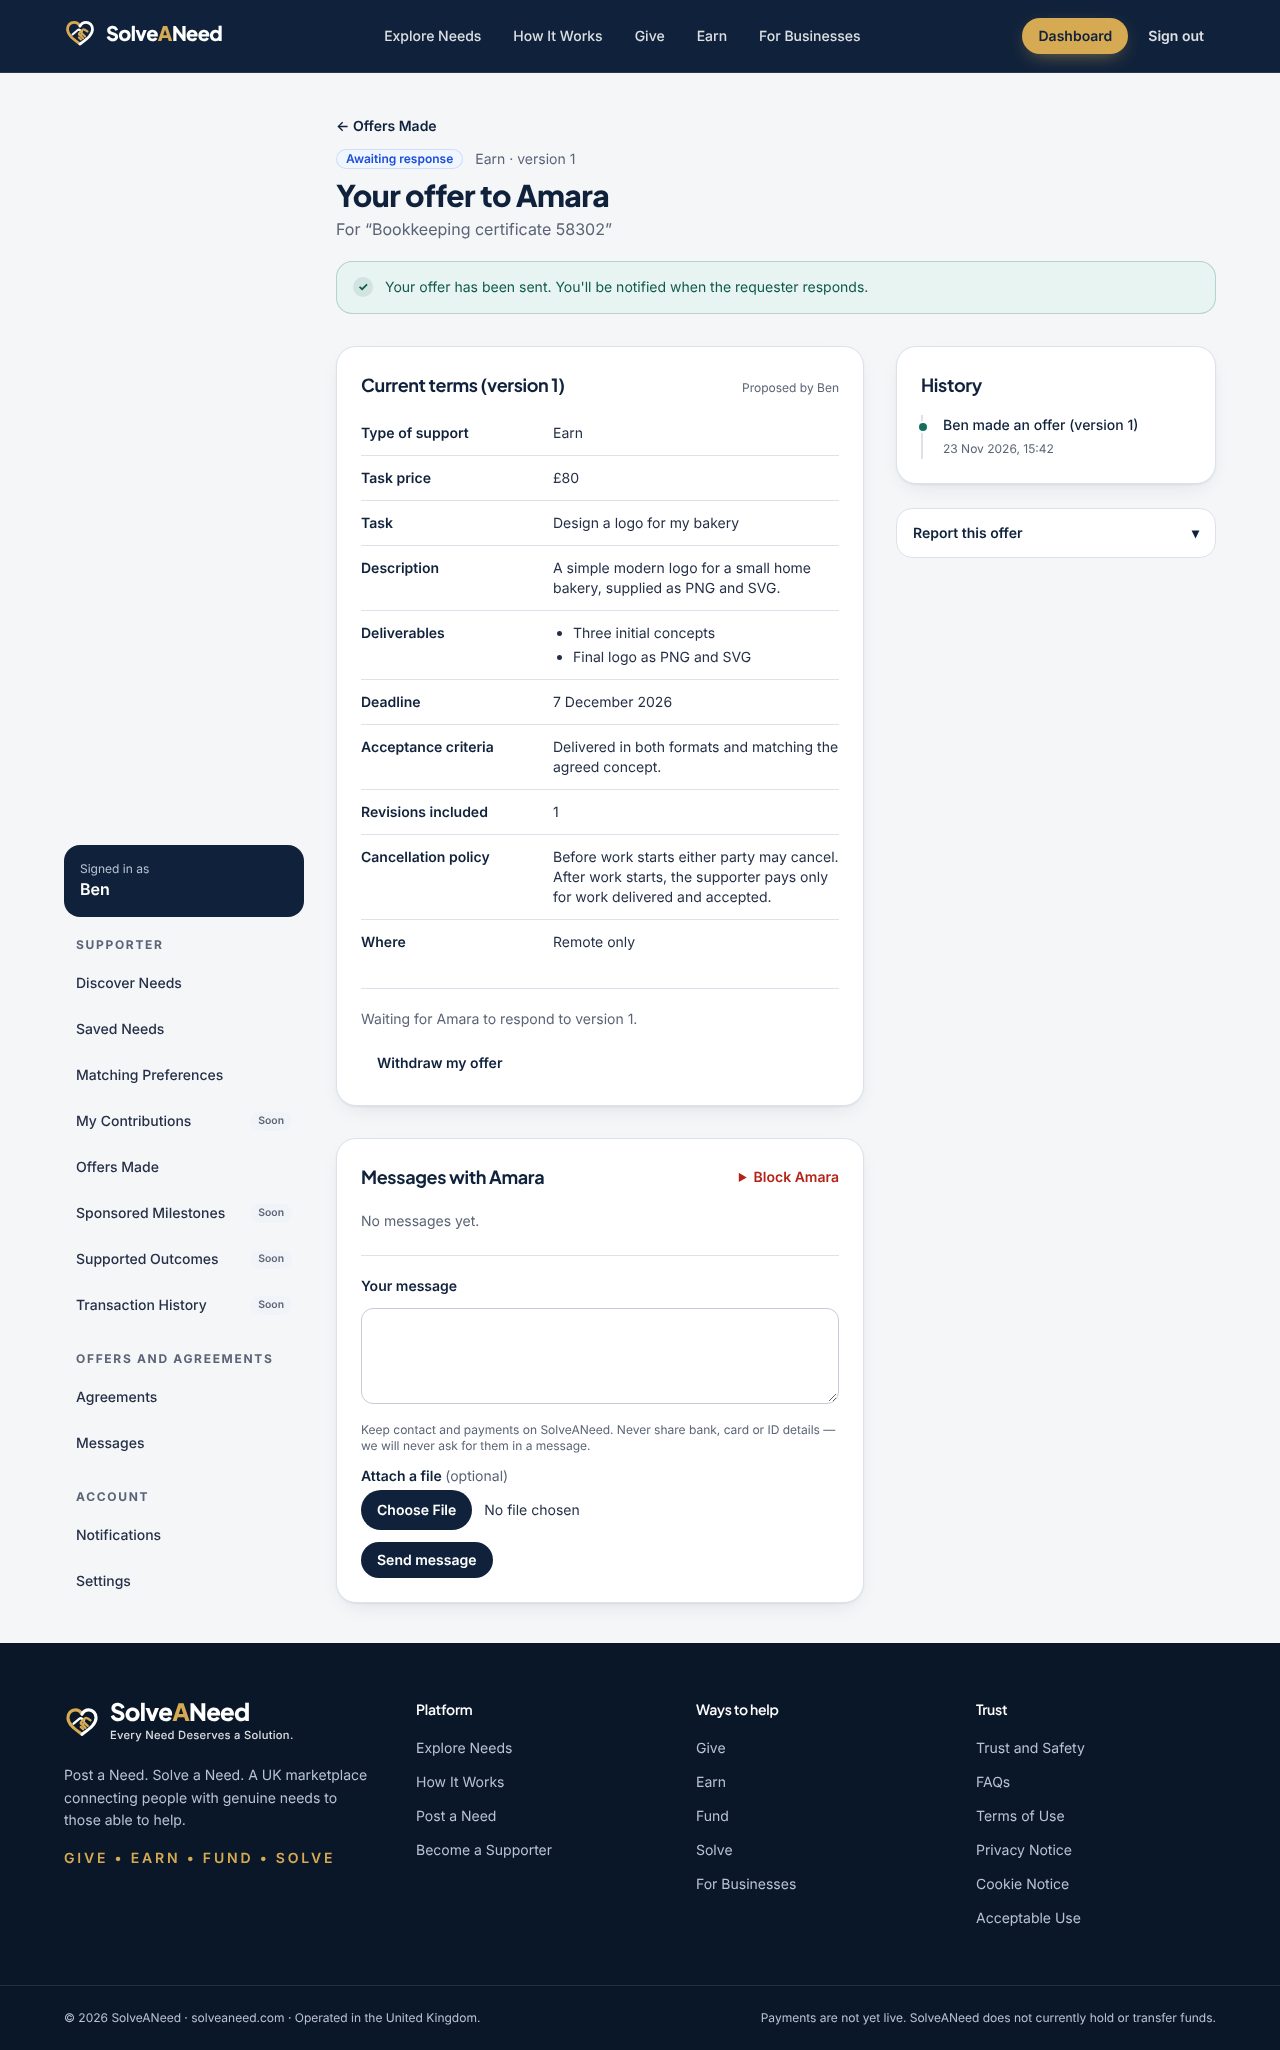 SolveANeed
Explore Needs
How It Works
Give
Earn
For Businesses
Dashboard
Sign out
← Offers Made
Awaiting response
Earn · version 1
Your offer to Amara
For “Bookkeeping certificate 58302”
Your offer has been sent. You'll be notified when the requester responds.
Current terms (version 1)
Proposed by Ben
Type of support
Earn
Task price
£80
Task
Design a logo for my bakery
Description
A simple modern logo for a small home
bakery, supplied as PNG and SVG.
Deliverables
• Three initial concepts
• Final logo as PNG and SVG
Deadline
7 December 2026
Acceptance criteria
Delivered in both formats and matching the
agreed concept.
Revisions included
1
Cancellation policy
Before work starts either party may cancel.
After work starts, the supporter pays only
for work delivered and accepted.
Where
Remote only
Waiting for Amara to respond to version 1.
Withdraw my offer
History
Ben made an offer (version 1)
23 Nov 2026, 15:42
Report this offer ▾
Messages with Amara
▸ Block Amara
No messages yet.
Your message
Keep contact and payments on SolveANeed. Never share bank, card or ID details —
we will never ask for them in a message.
Attach a file (optional)
Choose File
No file chosen
Send message
Signed in as
Ben
SUPPORTER
Discover Needs
Saved Needs
Matching Preferences
My Contributions
Soon
Offers Made
Sponsored Milestones
Soon
Supported Outcomes
Soon
Transaction History
Soon
OFFERS AND AGREEMENTS
Agreements
Messages
ACCOUNT
Notifications
Settings
SolveANeed
Every Need Deserves a Solution.
Post a Need. Solve a Need. A UK marketplace
connecting people with genuine needs to
those able to help.
GIVE • EARN • FUND • SOLVE
Platform
Explore Needs
How It Works
Post a Need
Become a Supporter
Ways to help
Give
Earn
Fund
Solve
For Businesses
Trust
Trust and Safety
FAQs
Terms of Use
Privacy Notice
Cookie Notice
Acceptable Use
© 2026 SolveANeed · solveaneed.com · Operated in the United Kingdom.
Payments are not yet live. SolveANeed does not currently hold or transfer funds.